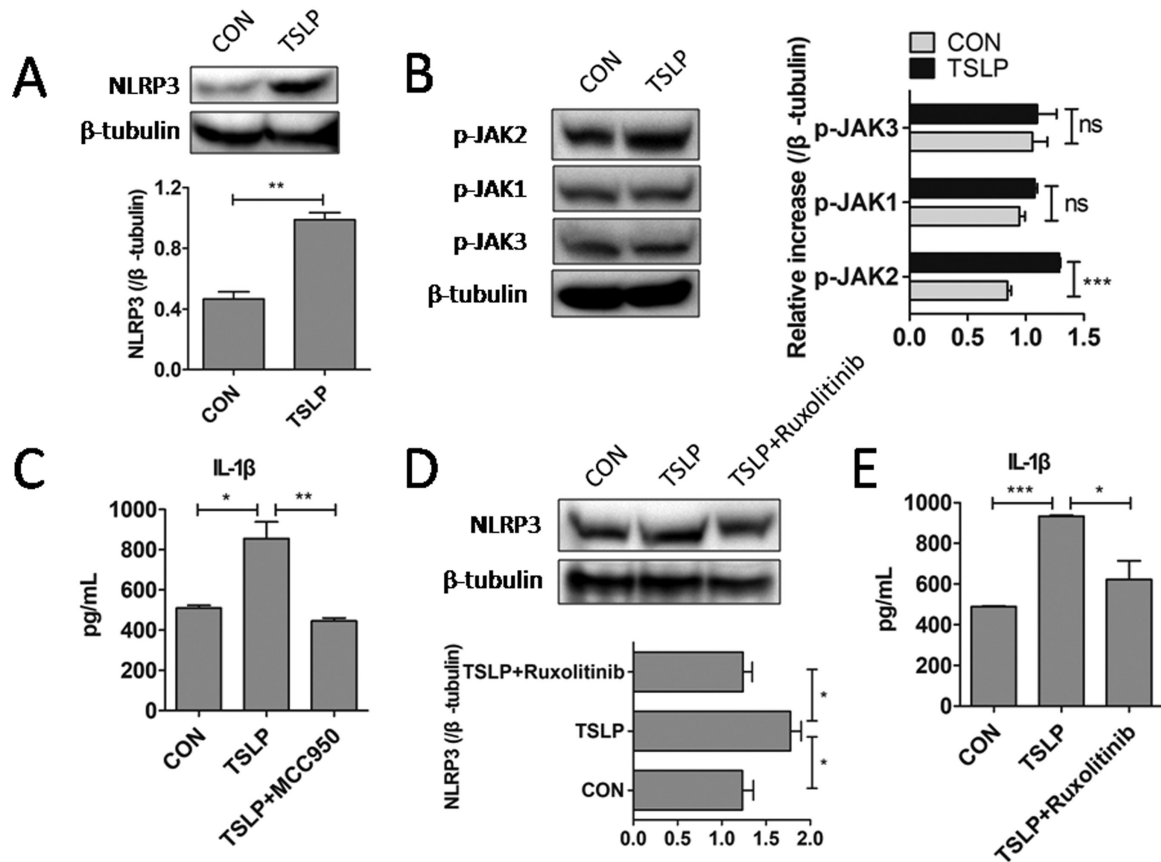 A
CON TSLP
NLRP3
β-tubulin
NLRP3 (/β -tubulin)
1.2
0.8
0.4
0.0
**
CON TSLP
B
CON TSLP
p-JAK2
p-JAK1
p-JAK3
β-tubulin
CON
TSLP
Relative increase (/β -tubulin)
p-JAK3 ns
p-JAK1 ns
p-JAK2 ***
0.0 0.5 1.0 1.5
C
IL-1β
* **
pg/mL
1000
800
600
400
200
0
CON TSLP TSLP+MCC950
D
CON TSLP TSLP+Ruxolitinib
NLRP3
β-tubulin
NLRP3 (/β -tubulin)
TSLP+Ruxolitinib
*
TSLP
*
CON
0.0 0.5 1.0 1.5 2.0
E
IL-1β
*** *
pg/mL
1000
800
600
400
200
0
CON TSLP TSLP+Ruxolitinib